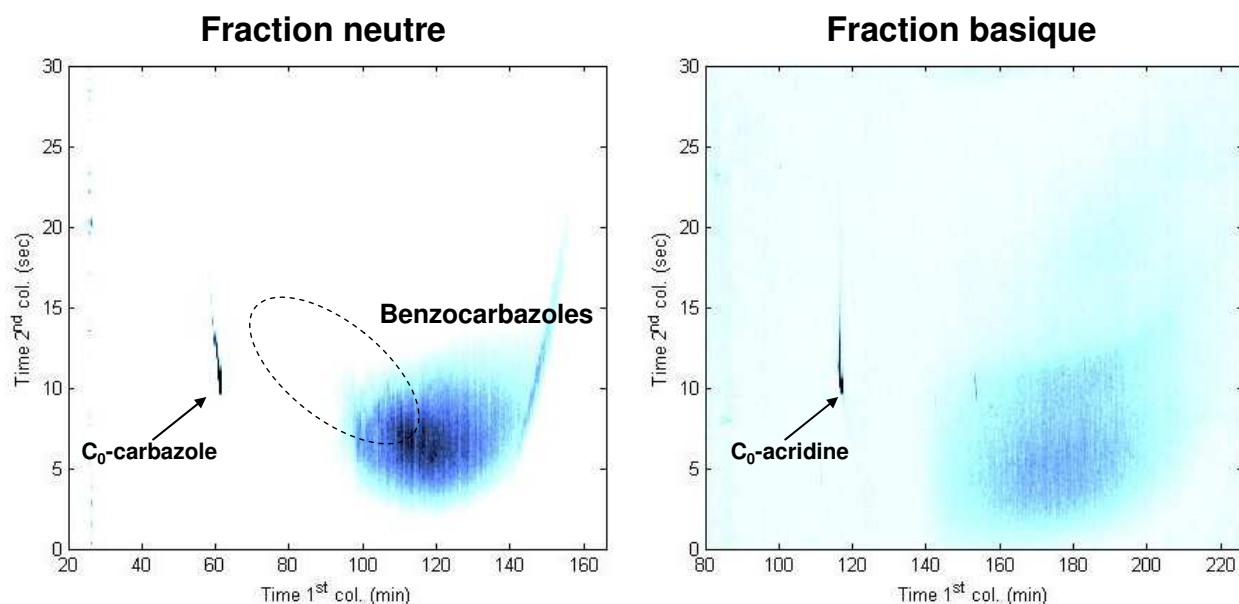 Fraction neutre
30
25
20
15
10
5
0
Time 2nd col. (sec)
Benzocarbazoles
C0-carbazole
20 40 60 80 100 120 140 160
Time 1st col. (min)
Fraction basique
30
25
20
15
10
5
0
Time 2nd col. (sec)
C0-acridine
80 100 120 140 160 180 200 220
Time 1st col. (min)